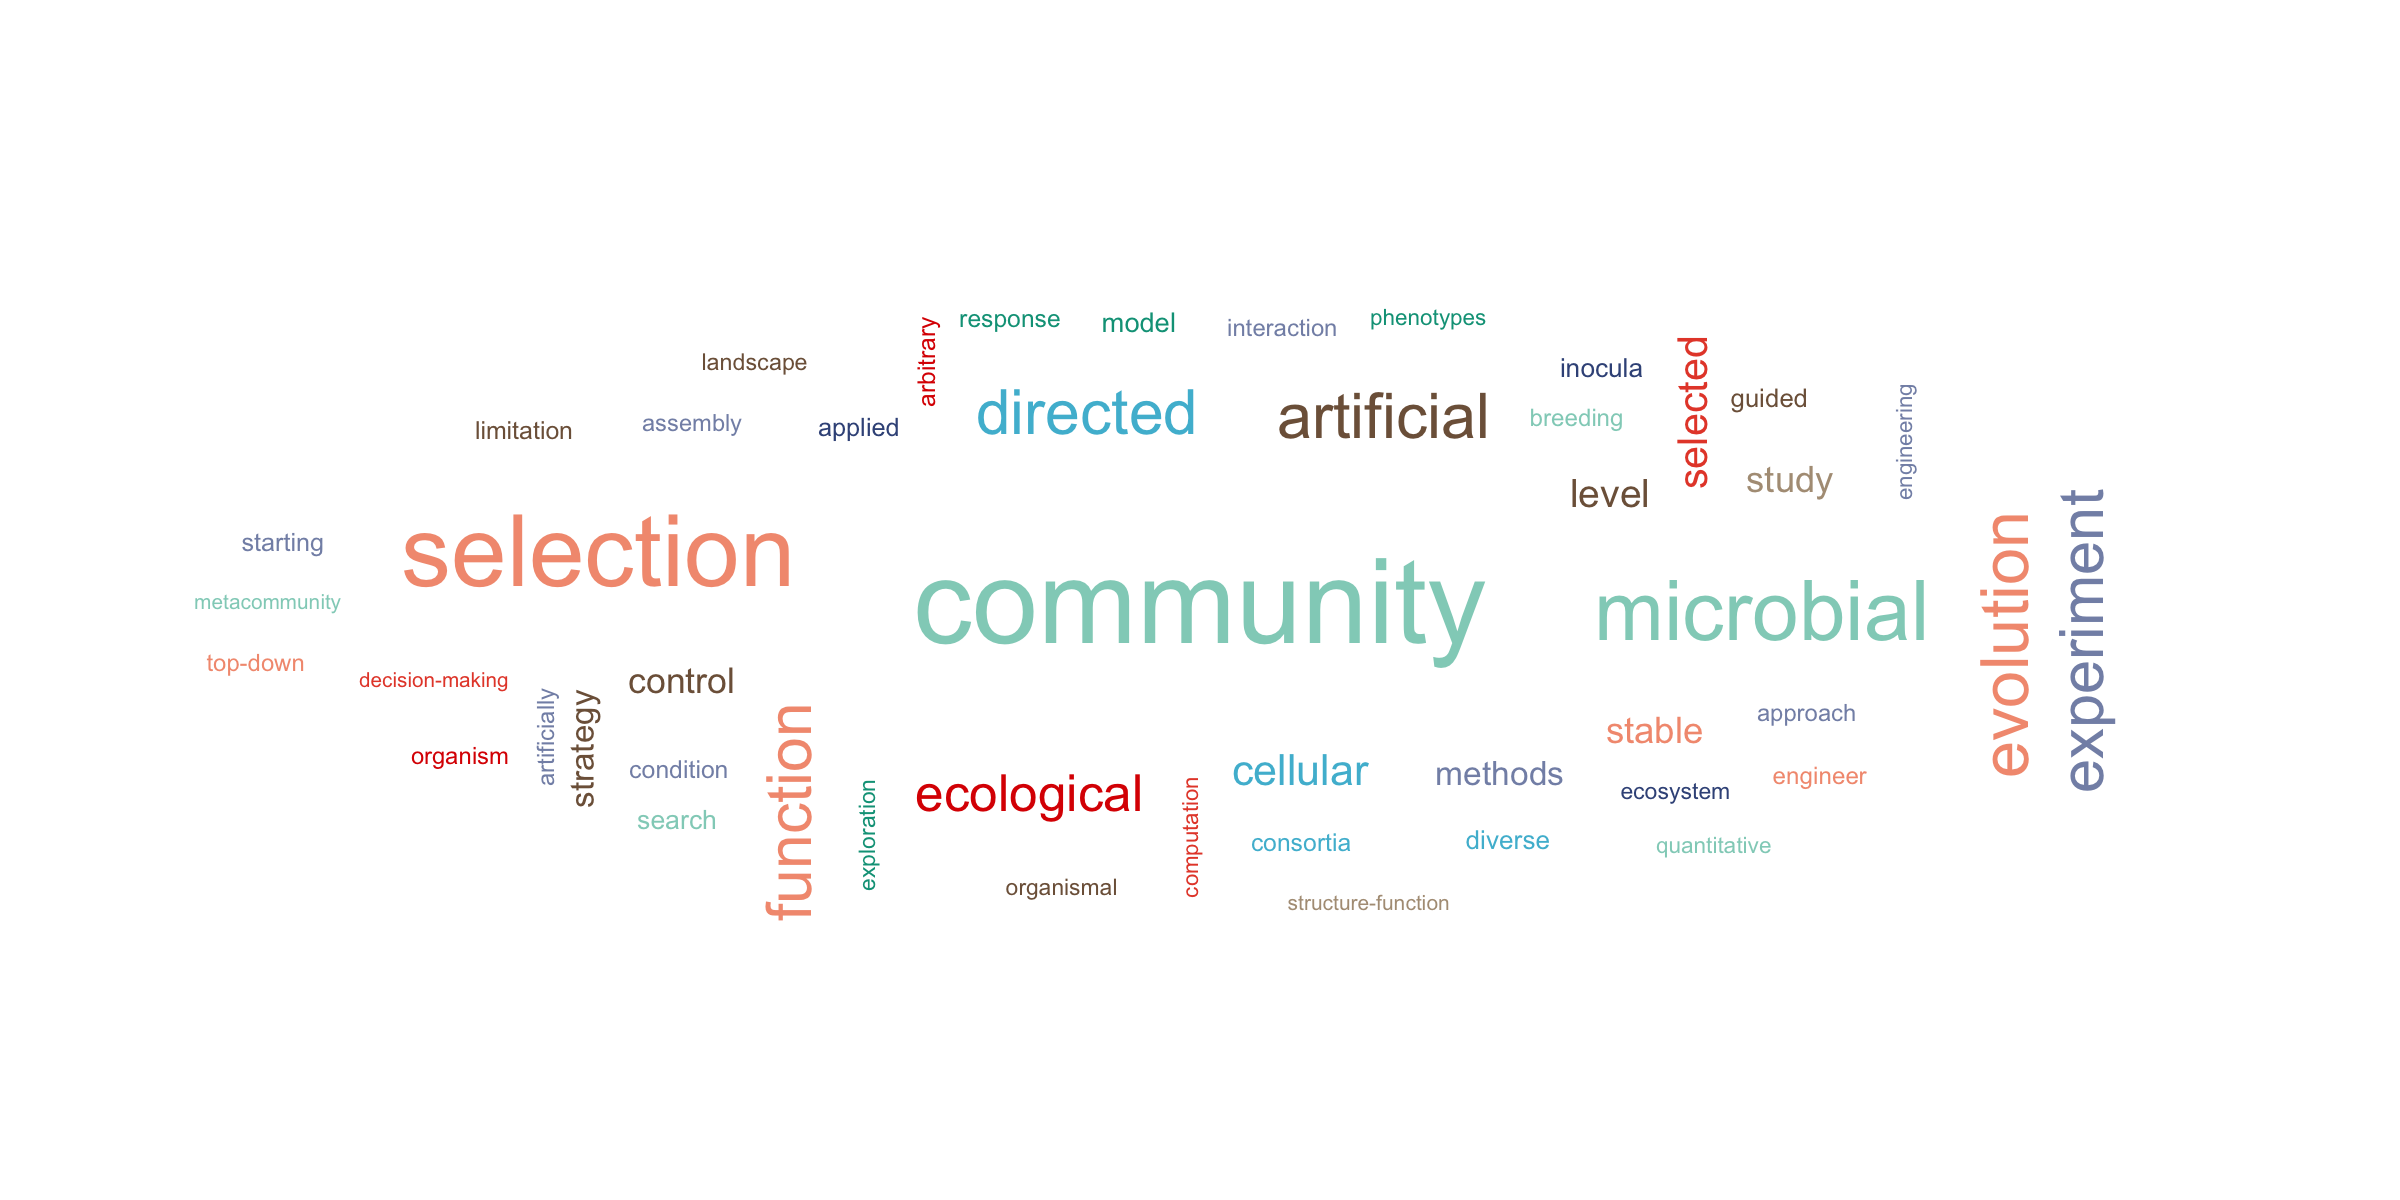 response
model
interaction
phenotypes
arbitrary
landscape
inocula
selected
guided
engineering
limitation
assembly
applied
directed
artificial
breeding
level
study
starting
selection
community
microbial
evolution
experiment
metacommunity
top-down
decision-making
control
artificially
strategy
organism
condition
search
function
exploration
ecological
computation
cellular
methods
stable
approach
ecosystem
engineer
consortia
diverse
quantitative
organismal
structure-function